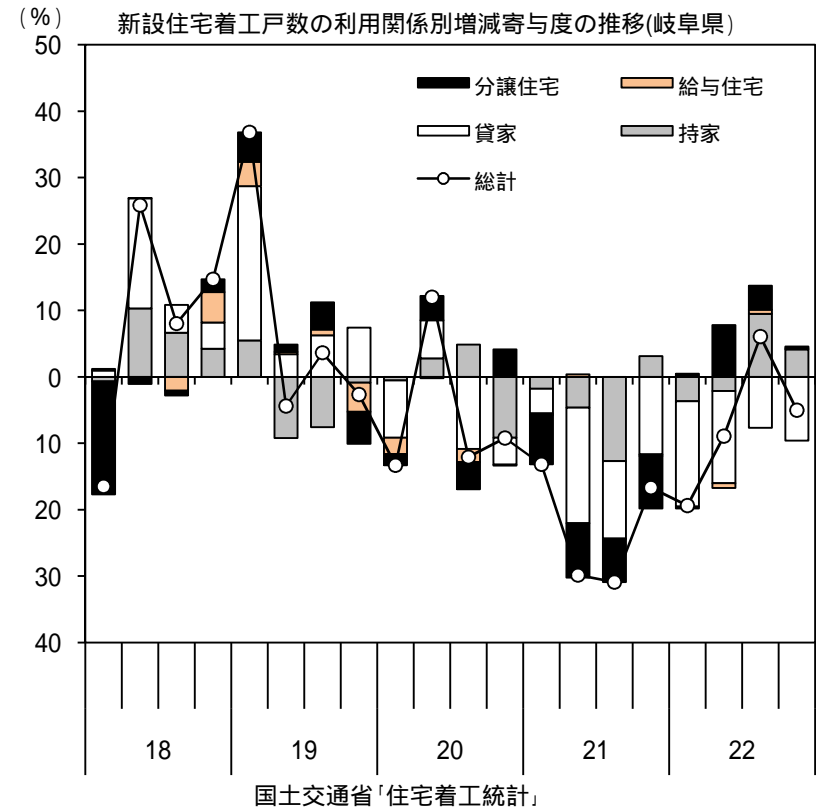 (%)
新設住宅着工戸数の利用関係別増減寄与度の推移(岐阜県)
50
40
30
20
10
0
10
20
30
40
分譲住宅
給与住宅
貸家
持家
総計
18 19 20 21 22
国土交通省「住宅着工統計」